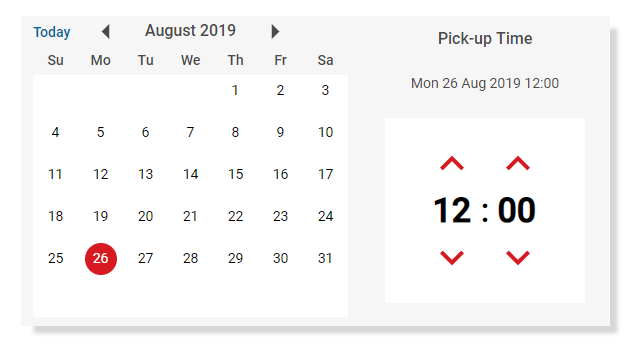 Today August 2019
Su Mo Tu We Th Fr Sa
1 2 3
4 5 6 7 8 9 10
11 12 13 14 15 16 17
18 19 20 21 22 23 24
25 26 27 28 29 30 31
Pick-up Time
Mon 26 Aug 2019 12:00
12 : 00